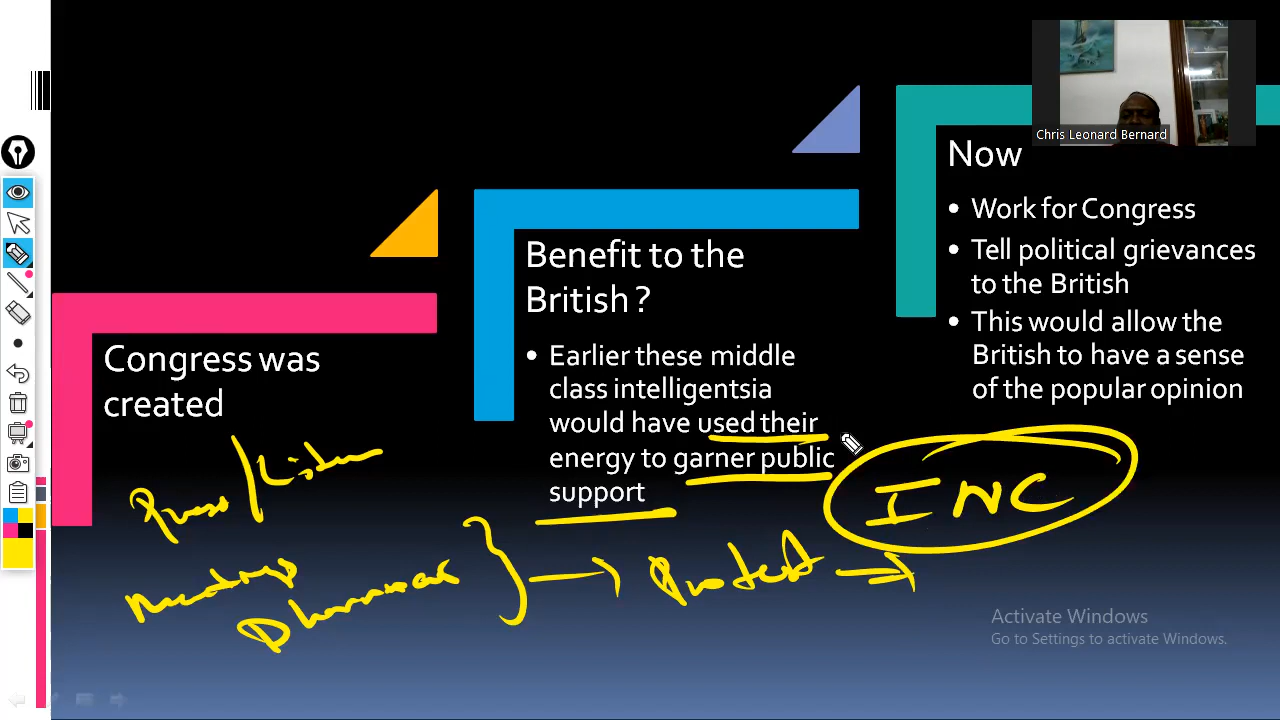 Chris Leonard Bernard
Now
• Work for Congress
• Tell political grievances
to the British
• This would allow the
British to have a sense
of the popular opinion
Benefit to the
British ?
• Earlier these middle
class intelligentsia
would have used their
energy to garner public
support
Congress was
created
INC
Protest
Activate Windows
Go to Settings to activate Windows.